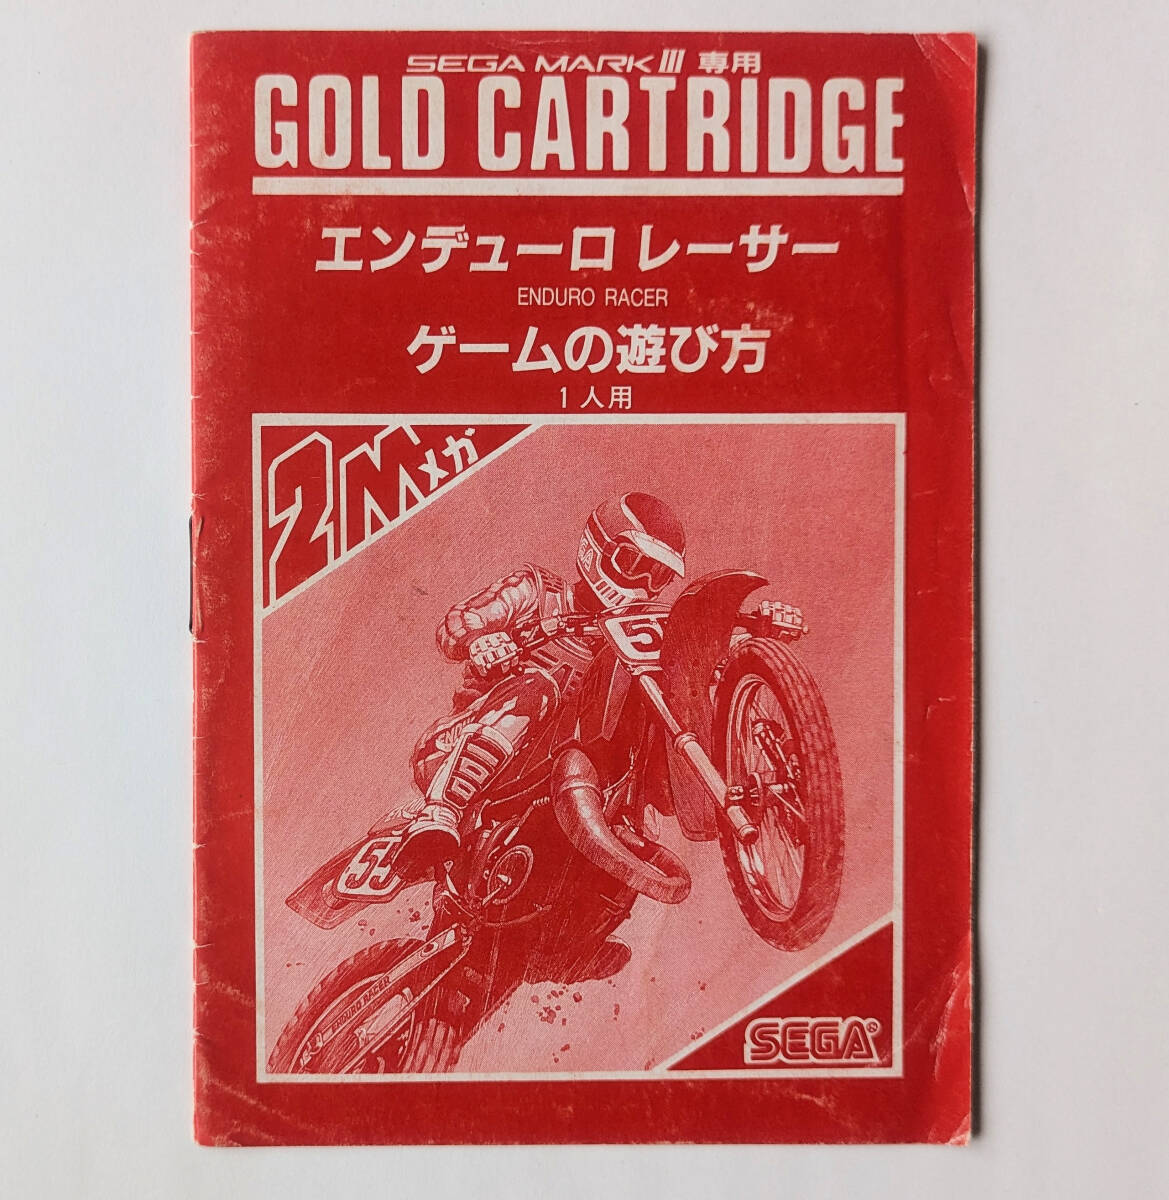 SEGA MARK III 専用
GOLD CARTRIDGE
エンデューロ レーサー
ENDURO RACER
ゲームの遊び方
1人用
2Mメガ
5
55
ENDURO RACER
SEGA®